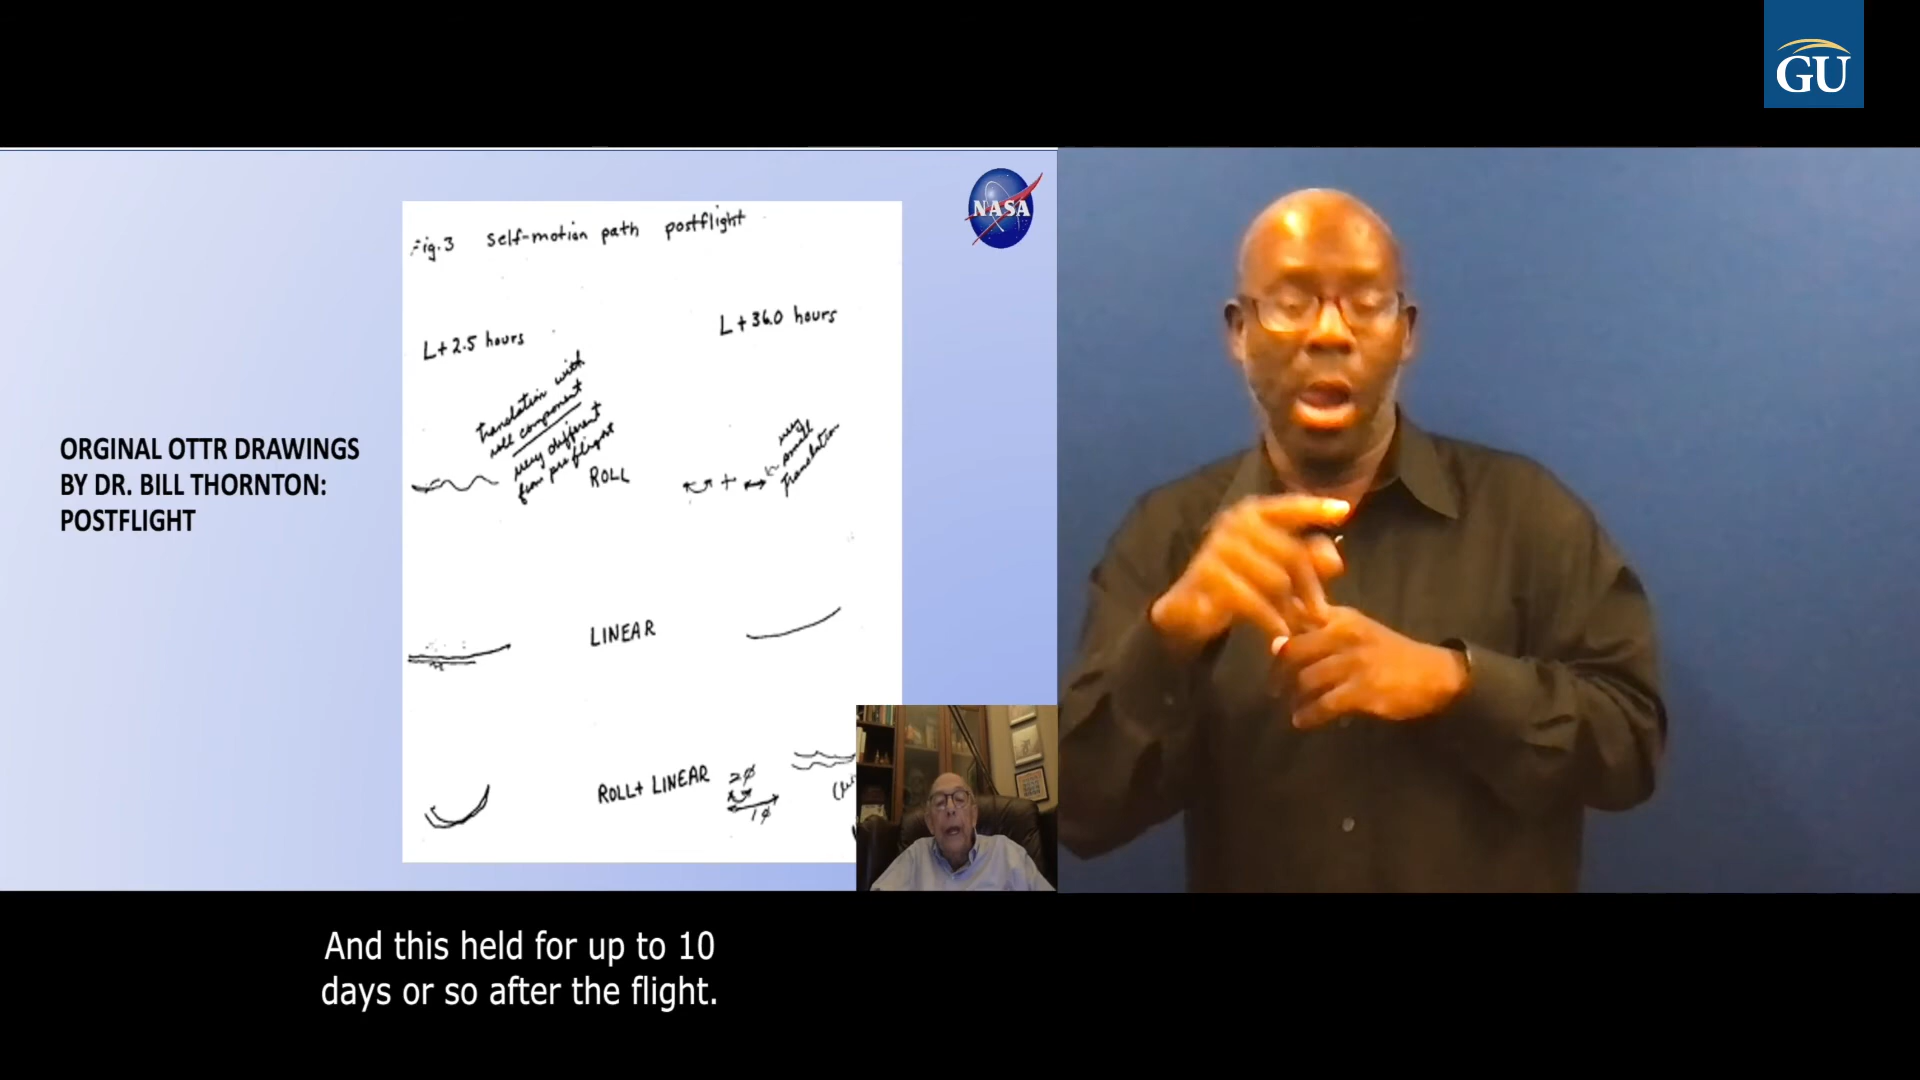 GU
NASA
Fig.3 self-motion path postflight
L+2.5 hours
L+36.0 hours
translation with
roll component
very different
from preflight
very
small
translation
ROLL
+
ORGINAL OTTR DRAWINGS
BY DR. BILL THORNTON:
POSTFLIGHT
LINEAR
ROLL+ LINEAR
2ϕ
1ϕ
And this held for up to 10
days or so after the flight.